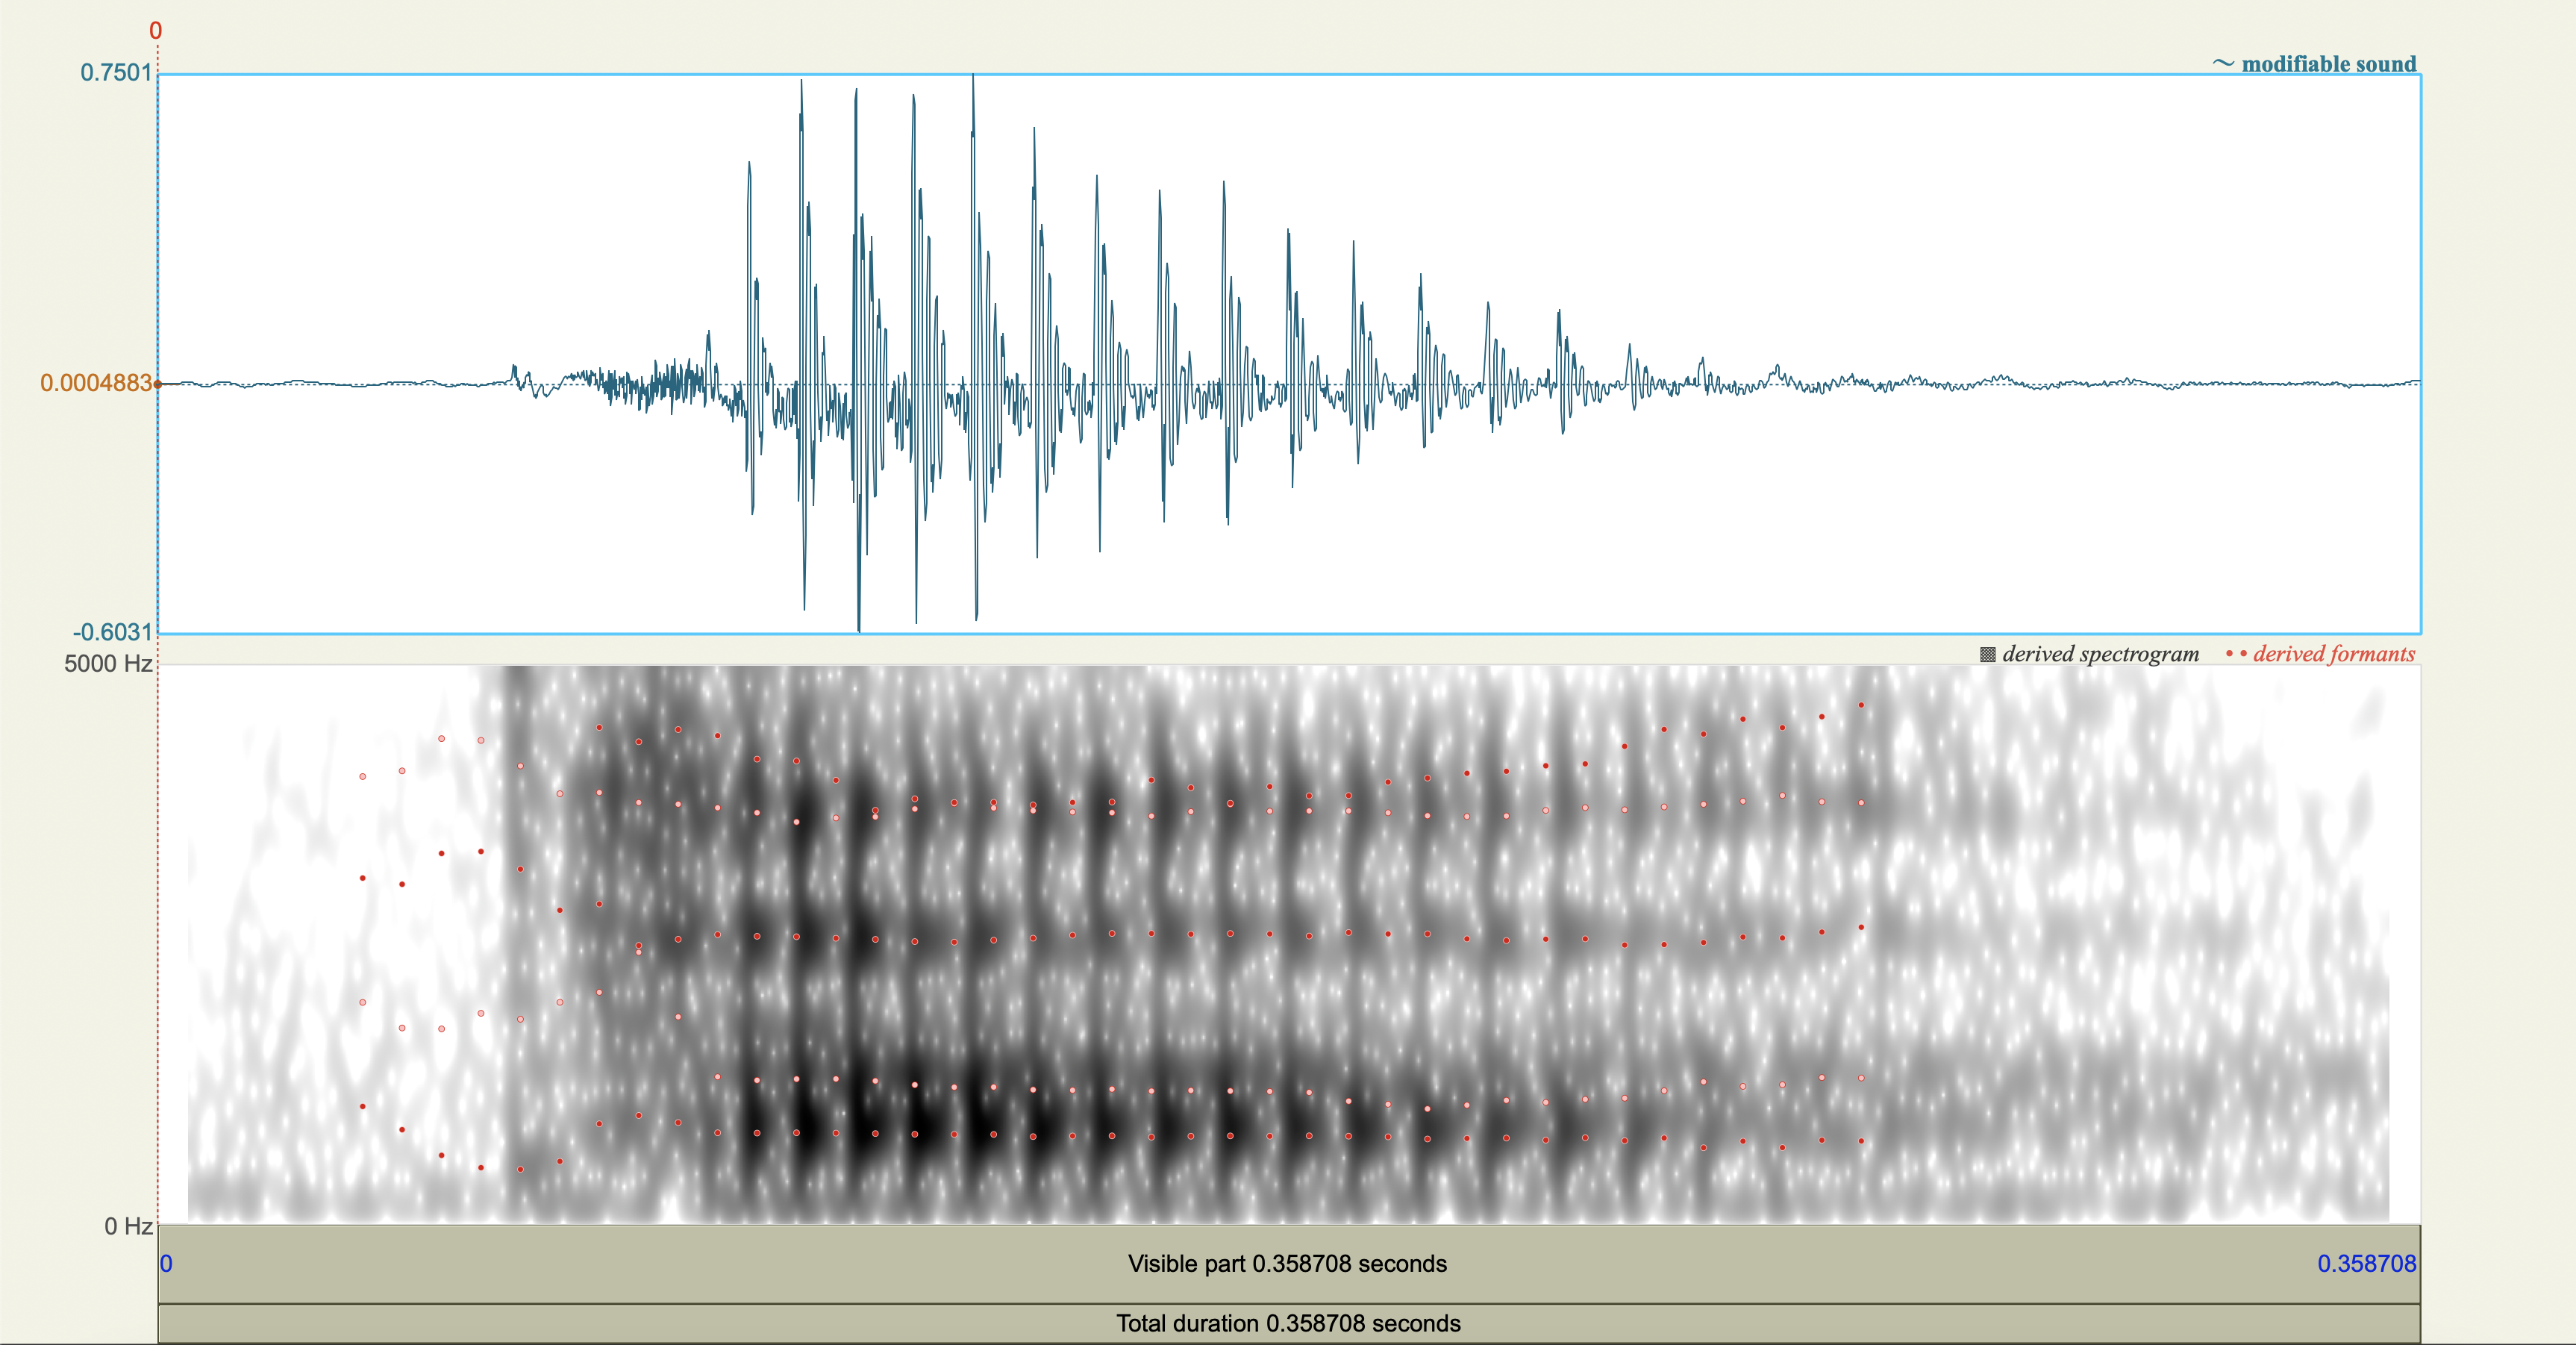 0
0.7501
~ modifiable sound
0.0004883
-0.6031
5000 Hz
derived spectrogram derived formants
0 Hz
0 Visible part 0.358708 seconds 0.358708
Total duration 0.358708 seconds